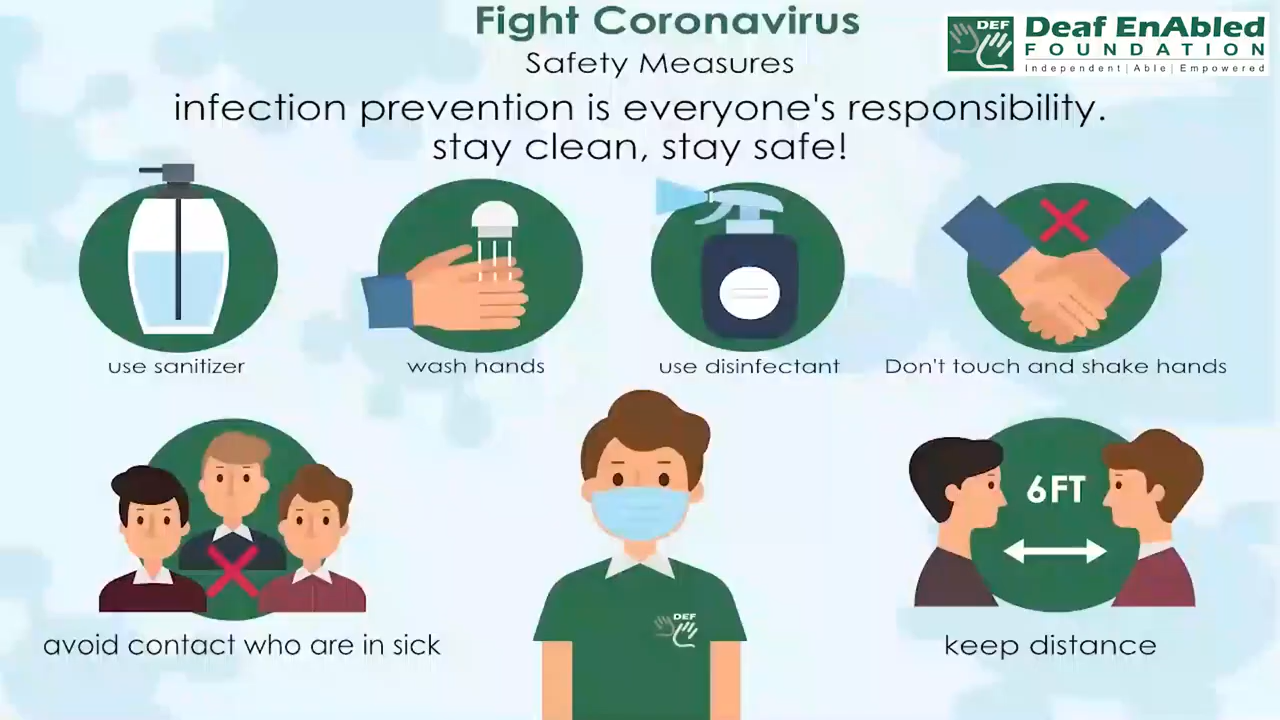 Fight Coronavirus
Safety Measures
DEF
Deaf EnAbled
FOUNDATION
Independent | Able | Empowered
infection prevention is everyone's responsibility.
stay clean, stay safe!
use sanitizer
wash hands
use disinfectant
Don't touch and shake hands
6FT
DEF
avoid contact who are in sick
keep distance